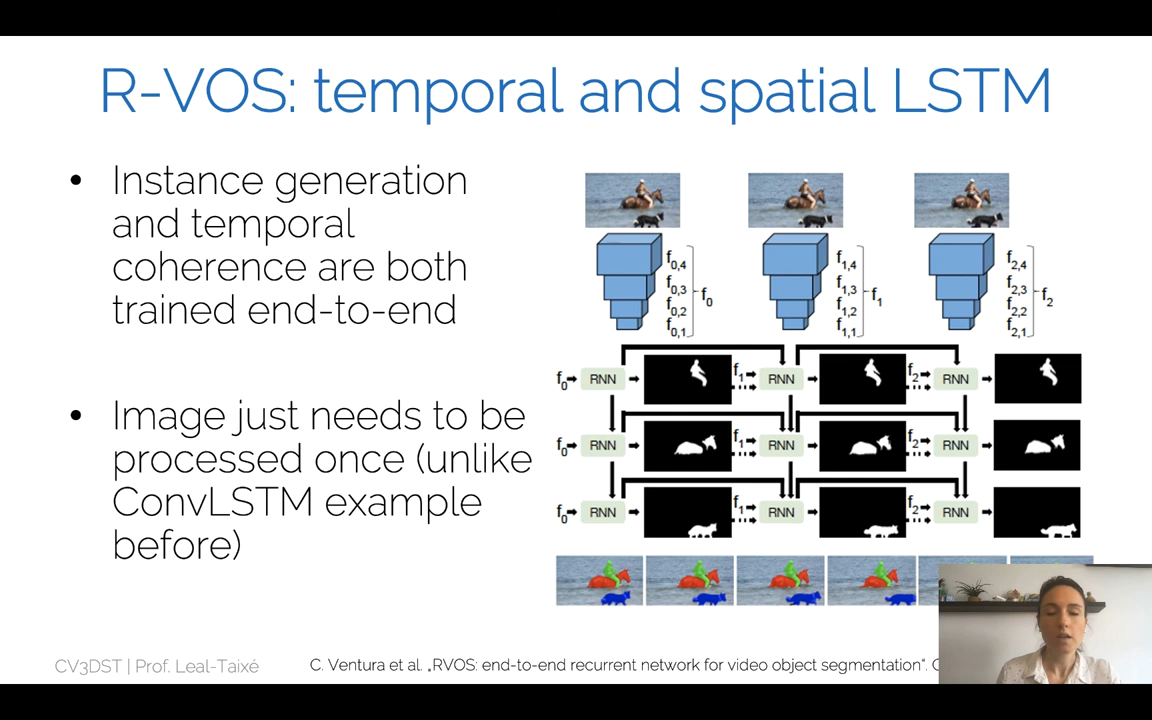 R-VOS: temporal and spatial LSTM
• Instance generation
and temporal
coherence are both
trained end-to-end
• Image just needs to be
processed once (unlike
ConvLSTM example
before)
f0,4
f0,3
f0,2
f0,1
f0
f1,4
f1,3
f1,2
f1,1
f1
f2,4
f2,3
f2,2
f2,1
f2
f0 RNN f1 RNN f2 RNN
f0 RNN f1 RNN f2 RNN
f0 RNN f1 RNN f2 RNN
CV3DST | Prof. Leal-Taixé
C. Ventura et al. „RVOS: end-to-end recurrent network for video object segmentation“.